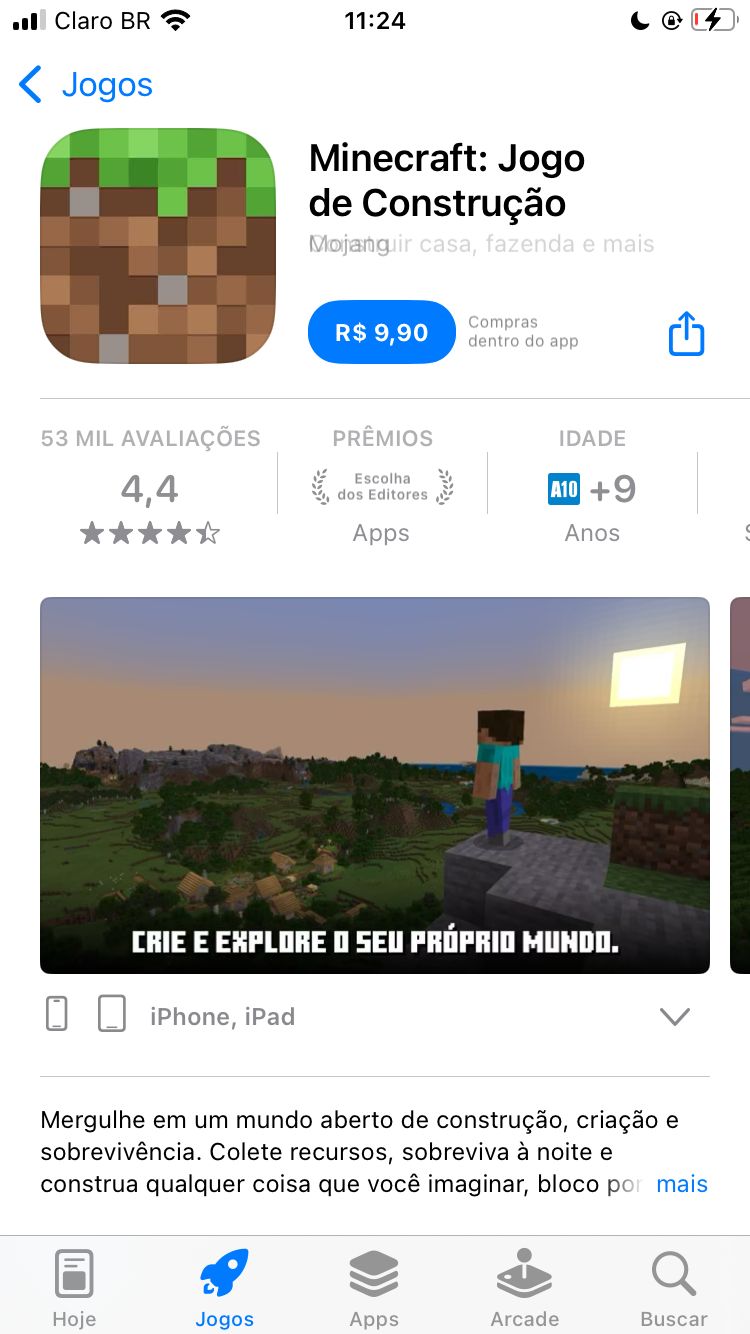 Claro BR
11:24
Jogos
Minecraft: Jogo
de Construção
Mojang
Construir casa, fazenda e mais
R$ 9,90
Compras
dentro do app
53 MIL AVALIAÇÕES
4,4
PRÊMIOS
Escolha
dos Editores
Apps
IDADE
A10 +9
Anos
CRIE E EXPLORE O SEU PRÓPRIO MUNDO.
iPhone, iPad
Mergulhe em um mundo aberto de construção, criação e
sobrevivência. Colete recursos, sobreviva à noite e
construa qualquer coisa que você imaginar, bloco por mais
Hoje
Jogos
Apps
Arcade
Buscar